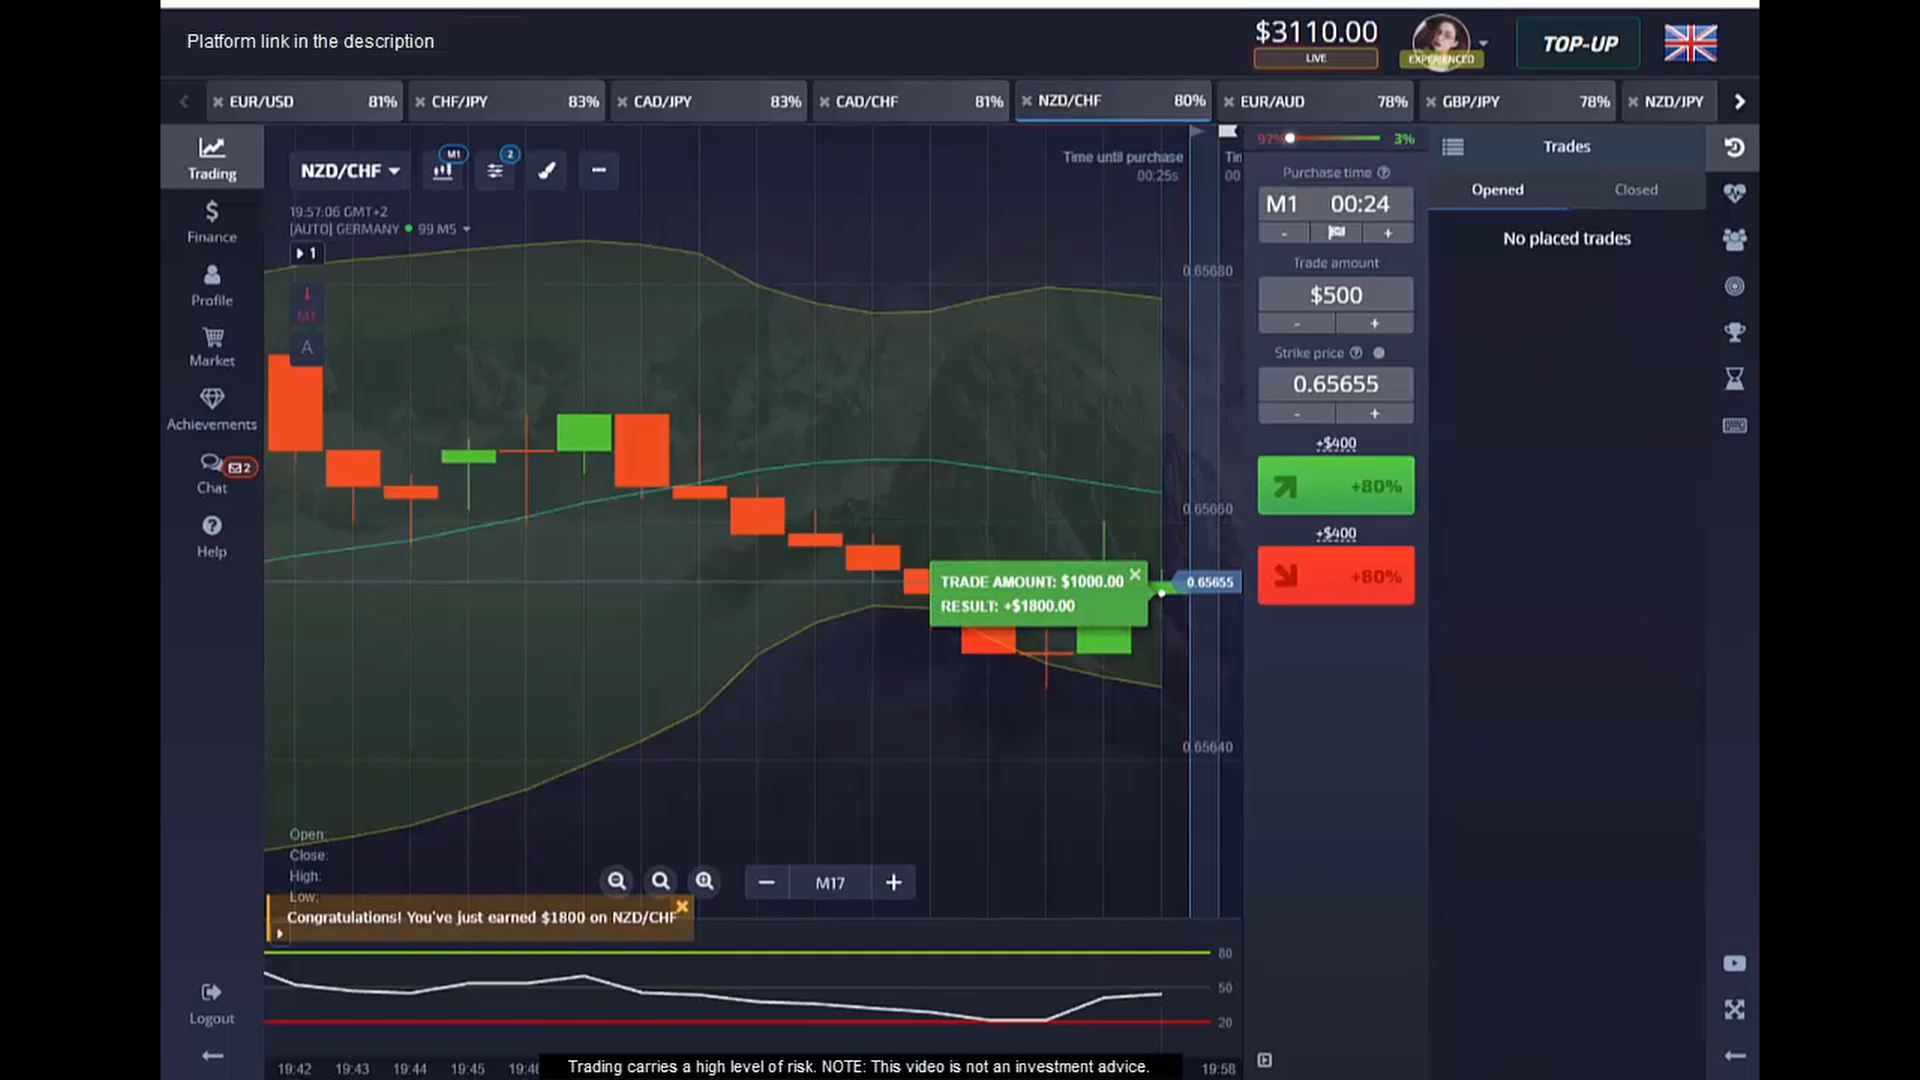 Platform link in the description
$3110.00
LIVE
EXPERIENCED
TOP-UP
EUR/USD 81%
CHF/JPY 83%
CAD/JPY 83%
CAD/CHF 81%
NZD/CHF 80%
EUR/AUD 78%
GBP/JPY 78%
NZD/JPY
Trading
Finance
Profile
Market
Achievements
Chat
2
Help
Logout
NZD/CHF
M1
2
19:57:06 GMT+2
[AUTO] GERMANY 99 MS
1
M1
A
Time until purchase
00:25s
00
0.65680
0.65660
0.65655
0.65640
TRADE AMOUNT: $1000.00
RESULT: +$1800.00
Open:
Close:
High:
Low:
M17
Congratulations! You've just earned $1800 on NZD/CHF
80
50
20
19:42
19:43
19:44
19:45
19:58
97%
3%
Purchase time
M1 00:24
- +
Trade amount
$500
- +
Strike price
0.65655
- +
+$400
+80%
+$400
+80%
Trades
Opened
Closed
No placed trades
Trading carries a high level of risk. NOTE: This video is not an investment advice.